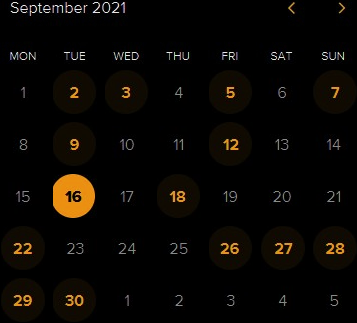 September 2021
MON TUE WED THU FRI SAT SUN
1 2 3 4 5 6 7
8 9 10 11 12 13 14
15 16 17 18 19 20 21
22 23 24 25 26 27 28
29 30 1 2 3 4 5